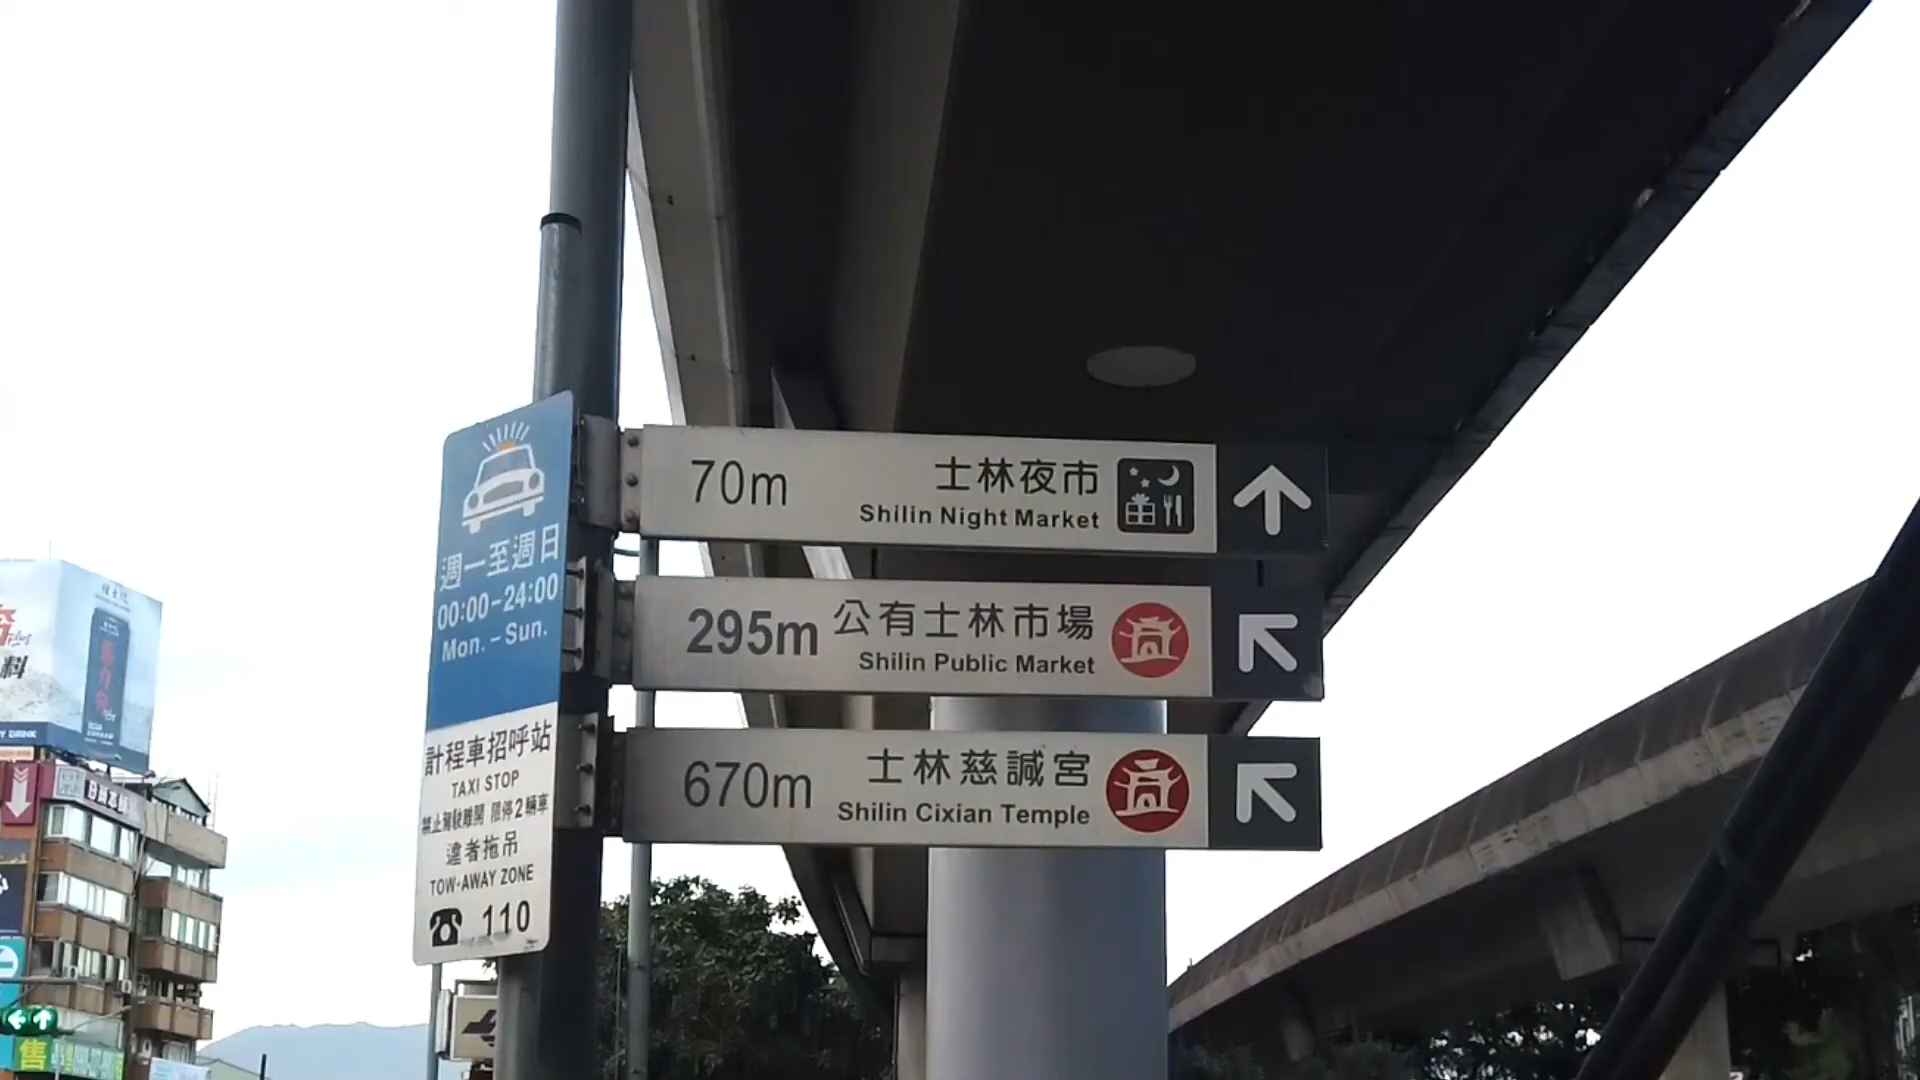 70m
士林夜市
Shilin Night Market
295m
公有士林市場
Shilin Public Market
670m
士林慈諴宮
Shilin Cixian Temple
週一至週日
00:00-24:00
Mon. - Sun.
計程車招呼站
TAXI STOP
禁止駕駛離開 限停2輛車
違者拖吊
TOW-AWAY ZONE
110
料
DRINK
售